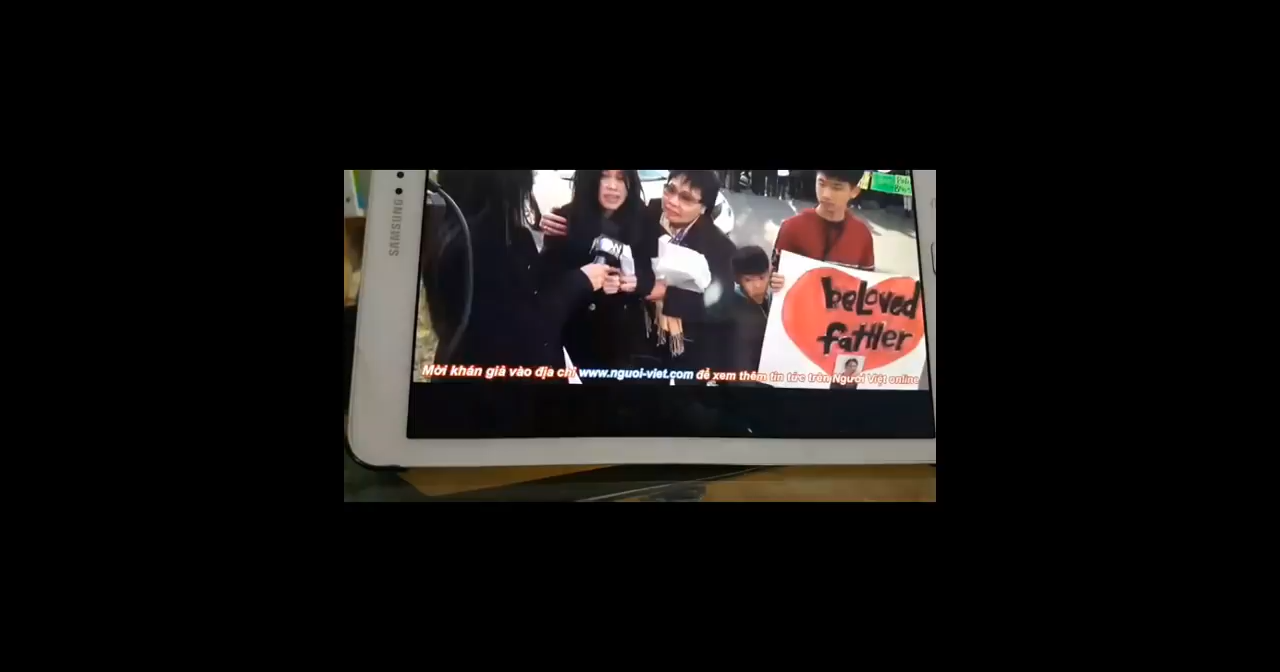 SAMSUNG
beloved
father
Mời khán giả vào địa chỉ www.nguoi-viet.com để xem thêm tin tức trên Người Việt online